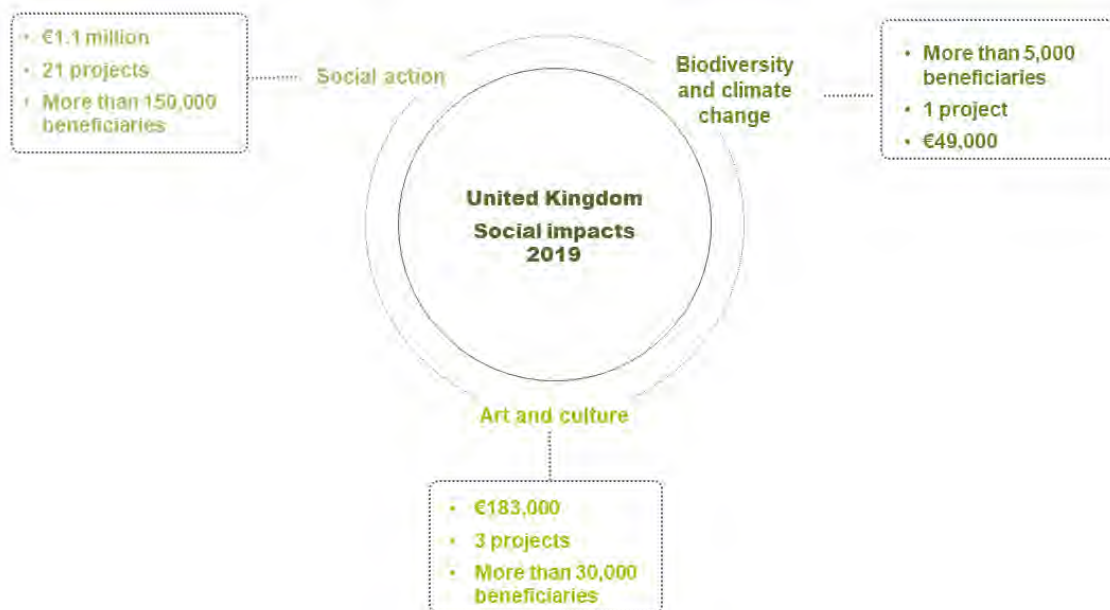 • €1.1 million
• 21 projects
• More than 150,000
beneficiaries
Social action
Biodiversity
and climate
change
• More than 5,000
beneficiaries
• 1 project
• €49,000
United Kingdom
Social impacts
2019
Art and culture
• €183,000
• 3 projects
• More than 30,000
beneficiaries